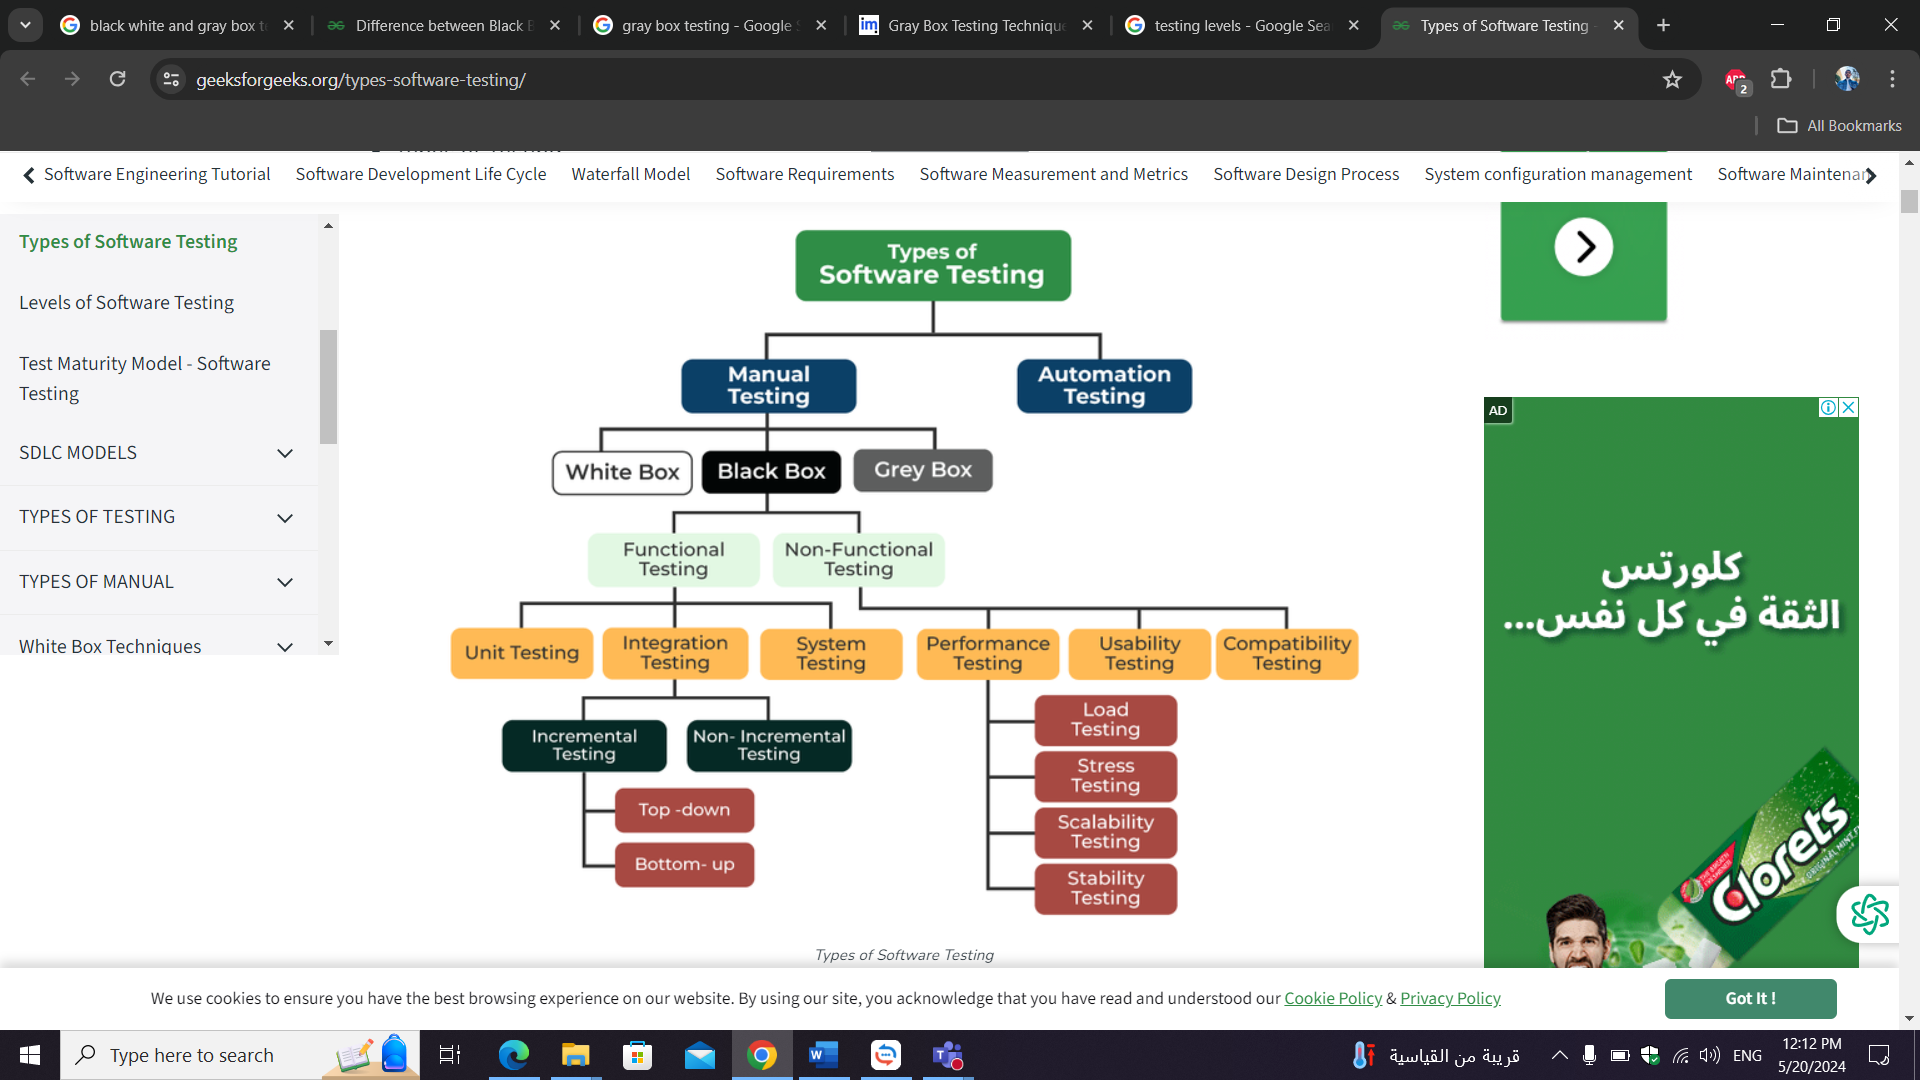 black white and gray box t
Difference between Black B
gray box testing - Google S
Gray Box Testing Technique
testing levels - Google Sea
Types of Software Testing -
geeksforgeeks.org/types-software-testing/
2
All Bookmarks
Software Engineering Tutorial
Software Development Life Cycle
Waterfall Model
Software Requirements
Software Measurement and Metrics
Software Design Process
System configuration management
Software Maintenan
Types of Software Testing
Levels of Software Testing
Test Maturity Model - Software
Testing
SDLC MODELS
TYPES OF TESTING
TYPES OF MANUAL
White Box Techniques
Types of
Software Testing
Manual
Testing
Automation
Testing
White Box
Black Box
Grey Box
Functional
Testing
Non-Functional
Testing
Unit Testing
Integration
Testing
System
Testing
Performance
Testing
Usability
Testing
Compatibility
Testing
Incremental
Testing
Non- Incremental
Testing
Top -down
Bottom- up
Load
Testing
Stress
Testing
Scalability
Testing
Stability
Testing
Types of Software Testing
AD
كلورتس
الثقة في كل نفس...
Clorets
We use cookies to ensure you have the best browsing experience on our website. By using our site, you acknowledge that you have read and understood our Cookie Policy & Privacy Policy
Got It !
Type here to search
قريبة من القياسية
ENG
12:12 PM
5/20/2024